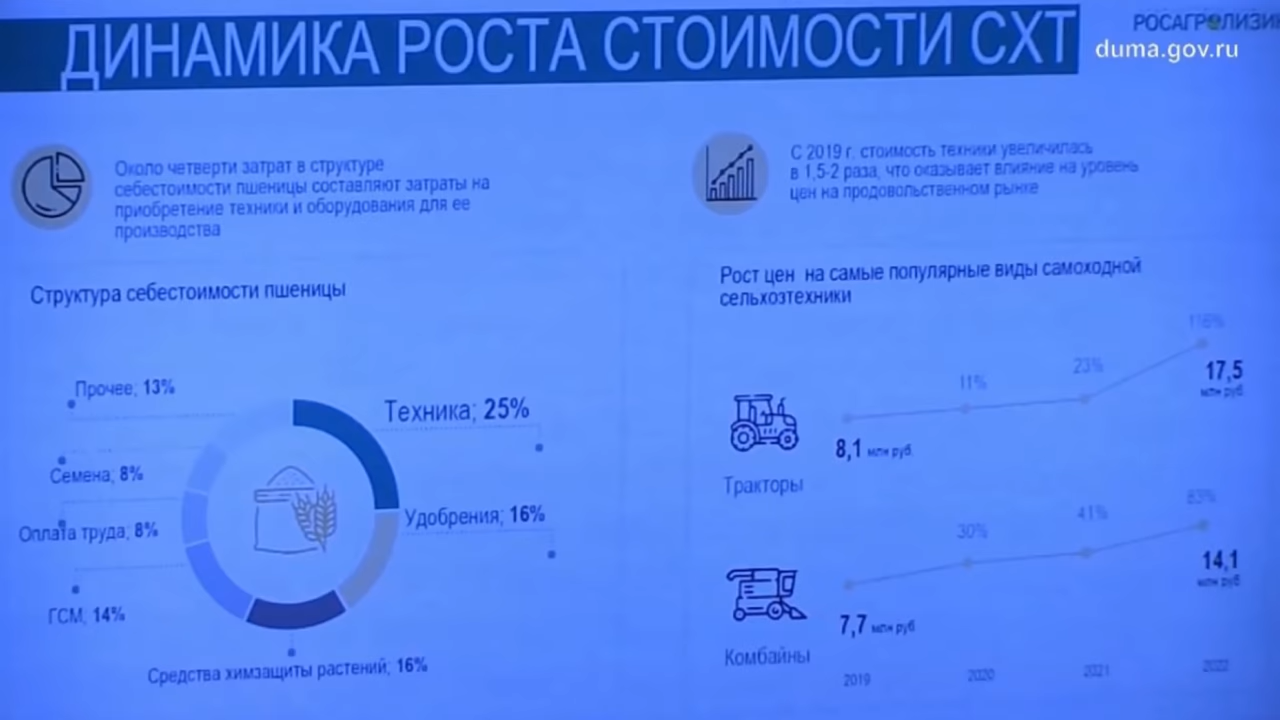 ДИНАМИКА РОСТА СТОИМОСТИ СХТ
РОСАГРОЛИЗИН
duma.gov.ru
Около четверти затрат в структуре
себестоимости пшеницы составляют затраты на
приобретение техники и оборудования для ее
производства
С 2019 г. стоимость техники увеличилась
в 1,5-2 раза, что оказывает влияние на уровень
цен на продовольственном рынке
Структура себестоимости пшеницы
Прочее; 13%
Техника; 25%
Семена; 8%
Удобрения; 16%
Оплата труда; 8%
ГСМ; 14%
Средства химзащиты растений; 16%
Рост цен на самые популярные виды самоходной
сельхозтехники
11%
23%
116%
17,5
млн руб.
8,1 млн руб.
Тракторы
30%
41%
83%
14,1
млн руб.
7,7 млн руб.
Комбайны
2019
2020
2021
2022